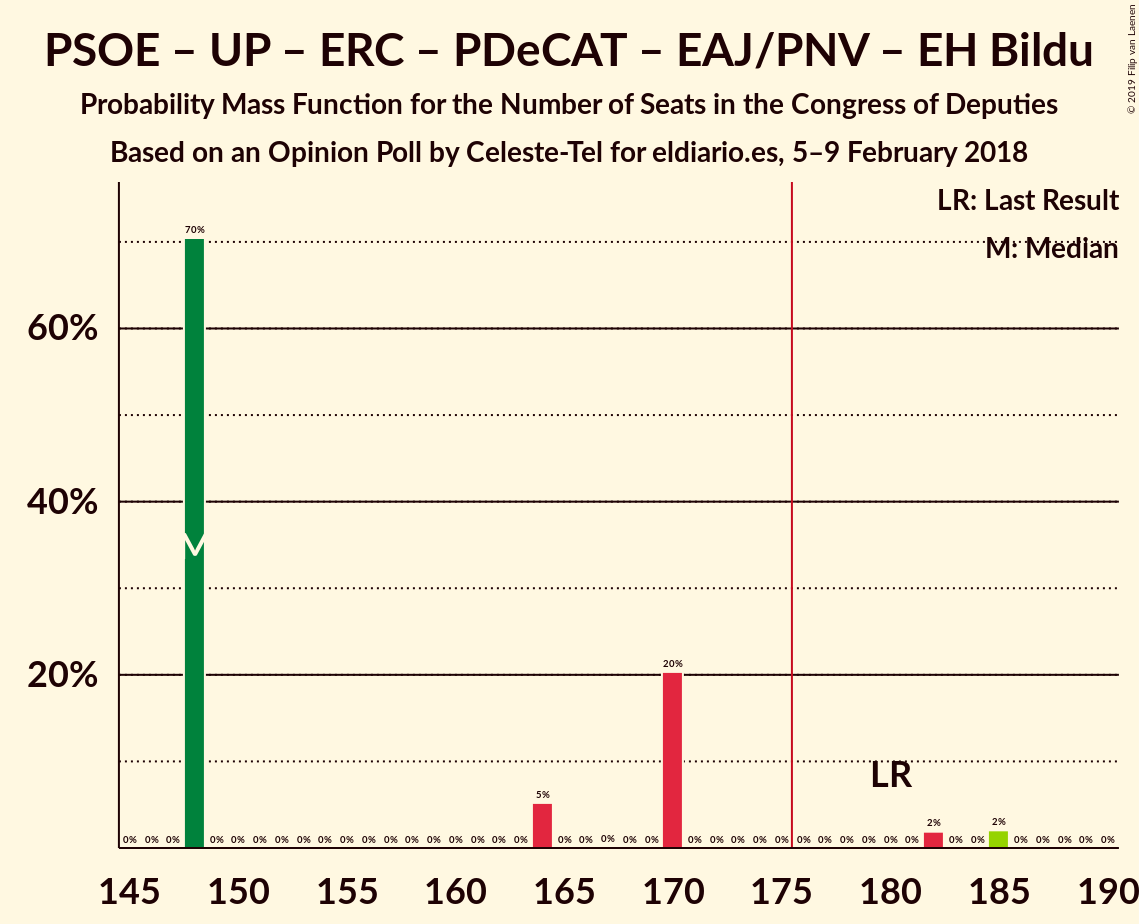 PSOE – UP – ERC – PDeCAT – EAJ/PNV – EH Bildu
Probability Mass Function for the Number of Seats in the Congress of Deputies
Based on an Opinion Poll by Celeste-Tel for eldiario.es, 5–9 February 2018
© 2019 Filip van Laenen
LR: Last Result
M: Median
70%
60%
40%
20%
20%
LR
5%
2%
2%
0% 0% 0% 0% 0% 0% 0% 0% 0% 0% 0% 0% 0% 0% 0% 0% 0% 0% 0% 0% 0% 0% 0% 0% 0% 0% 0% 0% 0% 0% 0% 0% 0% 0% 0% 0% 0% 0% 0% 0% 0%
145 150 155 160 165 170 175 180 185 190